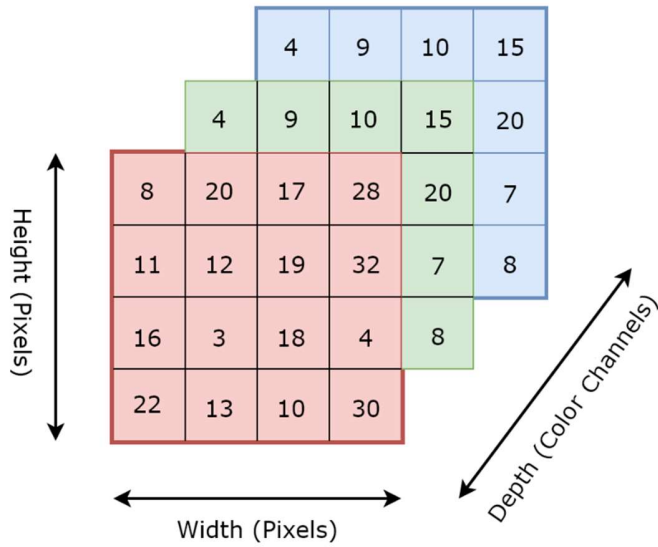 4 9 10 15
4 9 10 15 20
8 20 17 28 20 7
11 12 19 32 7 8
16 3 18 4 8
22 13 10 30
Height (Pixels)
Width (Pixels)
Depth (Color Channels)